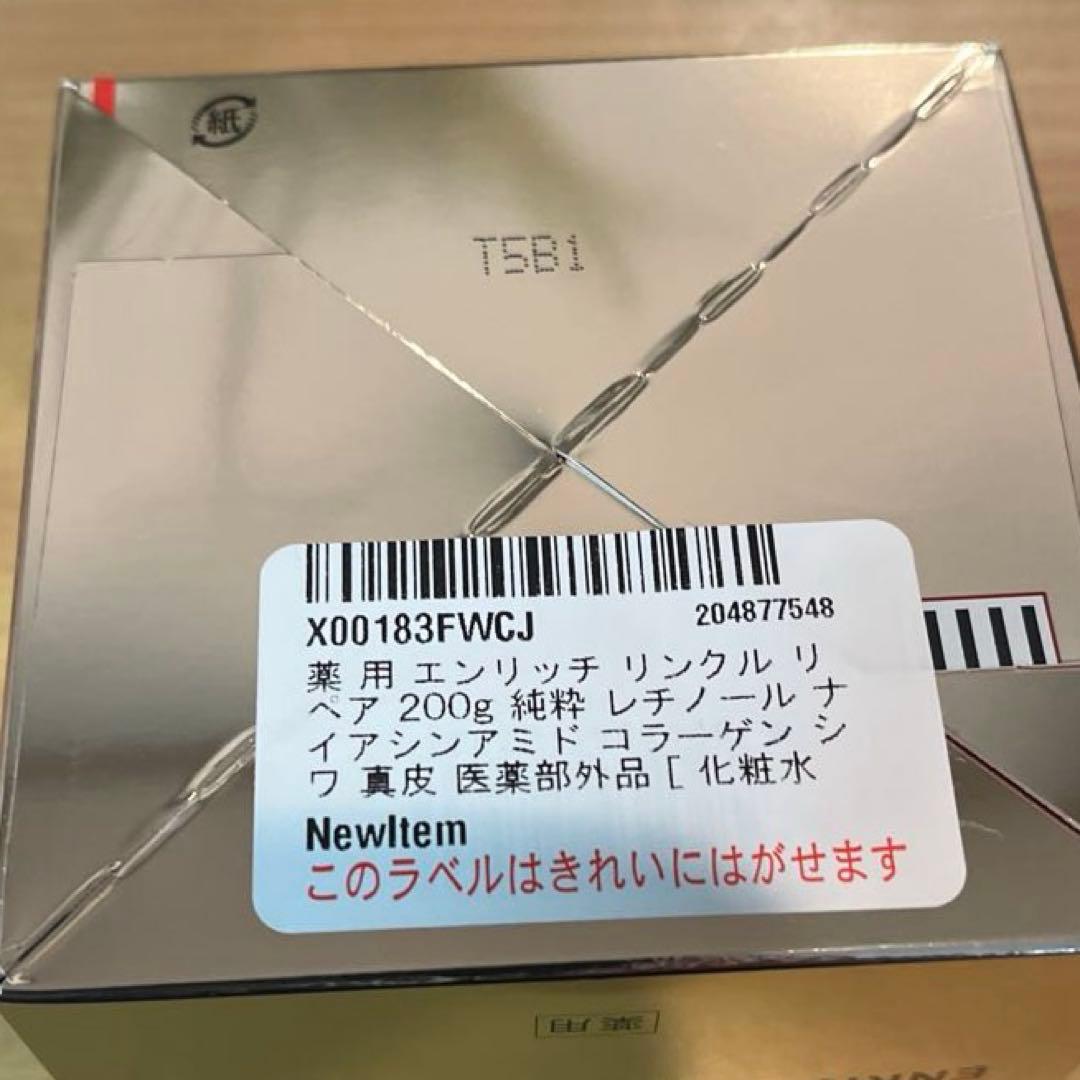 紙
T5B1
X00183FWCJ 204877548
薬 用 エンリッチ リンクル リ
ペア 200g 純粋 レチノール ナ
イアシンアミド コラーゲン シ
ワ 真皮 医薬部外品 [ 化粧水
NewItem
このラベルはきれいにはがせます
薬用